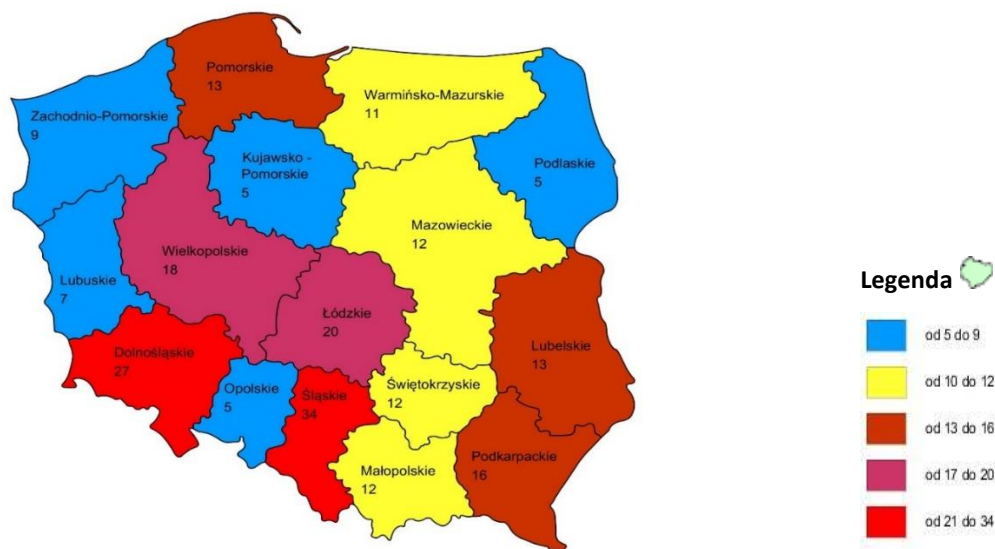 Pomorskie
13
Warmińsko-Mazurskie
11
Zachodnio-Pomorskie
9
Kujawsko -
Pomorskie
5
Podlaskie
5
Mazowieckie
12
Wielkopolskie
18
Lubuskie
7
Łódzkie
20
Dolnośląskie
27
Opolskie
5
Śląskie
34
Świętokrzyskie
12
Lubelskie
13
Małopolskie
12
Podkarpackie
16
Legenda
od 5 do 9
od 10 do 12
od 13 do 16
od 17 do 20
od 21 do 34